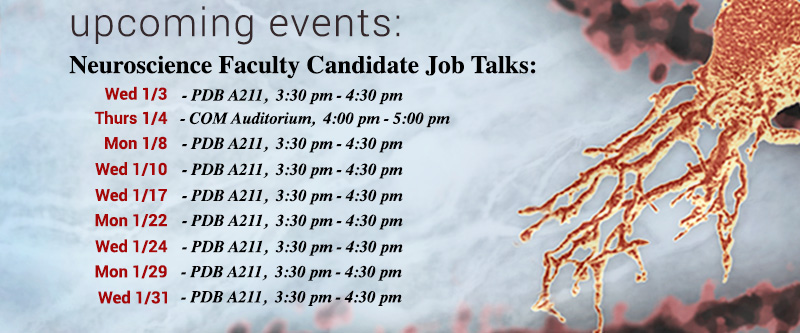 upcoming events:
Neuroscience Faculty Candidate Job Talks:
Wed 1/3 - PDB A211, 3:30 pm - 4:30 pm
Thurs 1/4 - COM Auditorium, 4:00 pm - 5:00 pm
Mon 1/8 - PDB A211, 3:30 pm - 4:30 pm
Wed 1/10 - PDB A211, 3:30 pm - 4:30 pm
Wed 1/17 - PDB A211, 3:30 pm - 4:30 pm
Mon 1/22 - PDB A211, 3:30 pm - 4:30 pm
Wed 1/24 - PDB A211, 3:30 pm - 4:30 pm
Mon 1/29 - PDB A211, 3:30 pm - 4:30 pm
Wed 1/31 - PDB A211, 3:30 pm - 4:30 pm